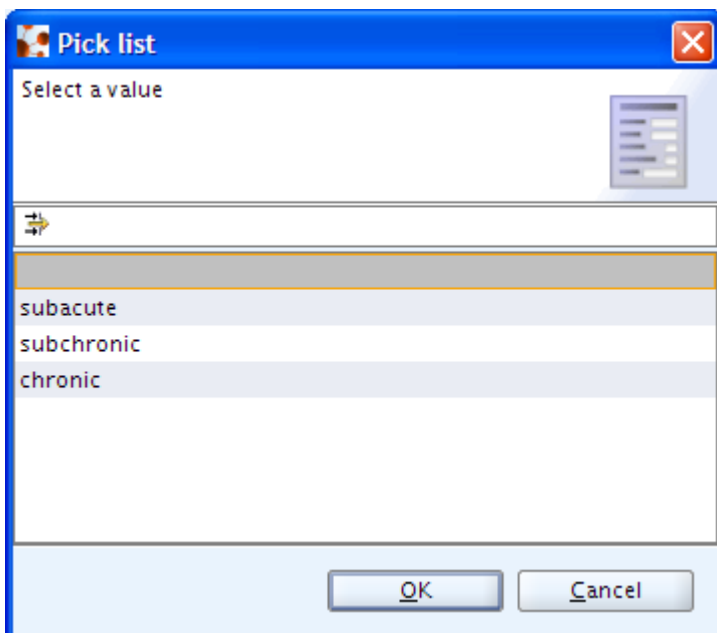 Pick list
Select a value
subacute
subchronic
chronic
OK
Cancel